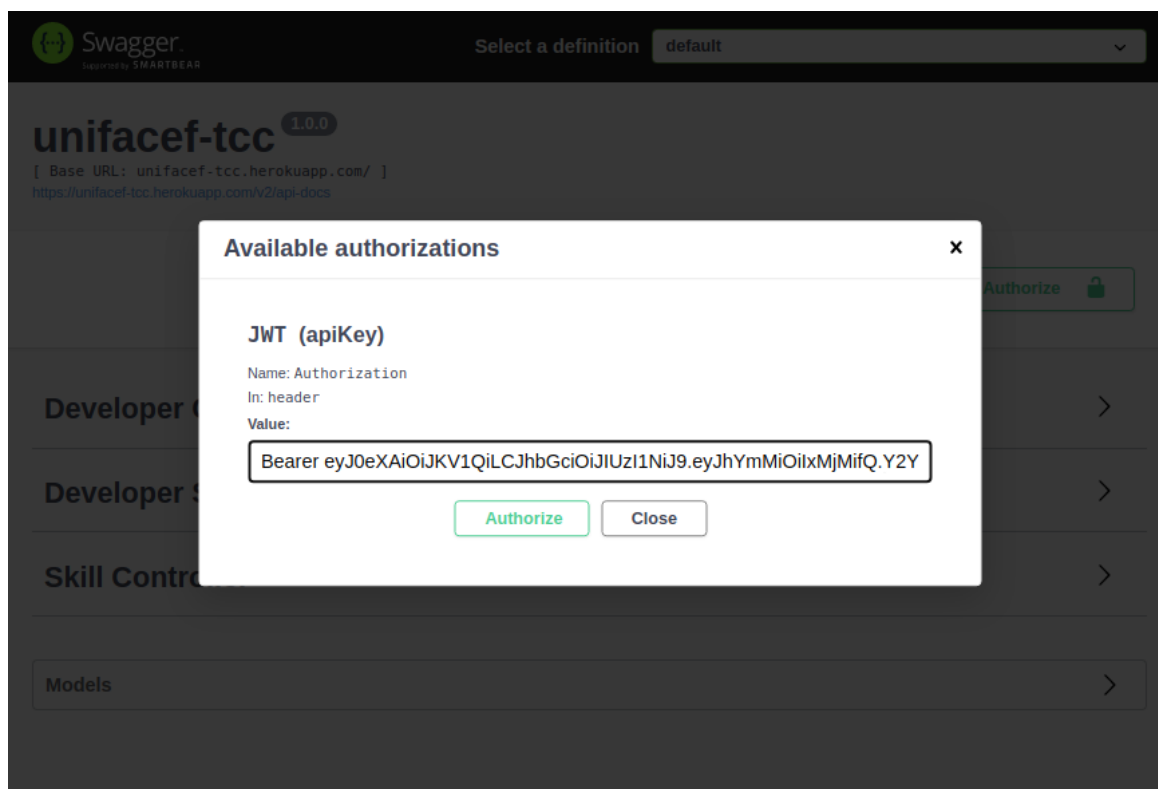 Swagger.
Supported by SMARTBEAR
Select a definition
default
unifacef-tcc 1.0.0
[ Base URL: unifacef-tcc.herokuapp.com/ ]
https://unifacef-tcc.herokuapp.com/v2/api-docs
Available authorizations
Authorize
JWT (apiKey)
Name: Authorization
In: header
Value:
Bearer eyJ0eXAiOiJKV1QiLCJhbGciOiJIUzI1NiJ9.eyJhYmMiOiIxMjMifQ.Y2Y
Authorize Close
Developer
Developer
Skill Contro
Models